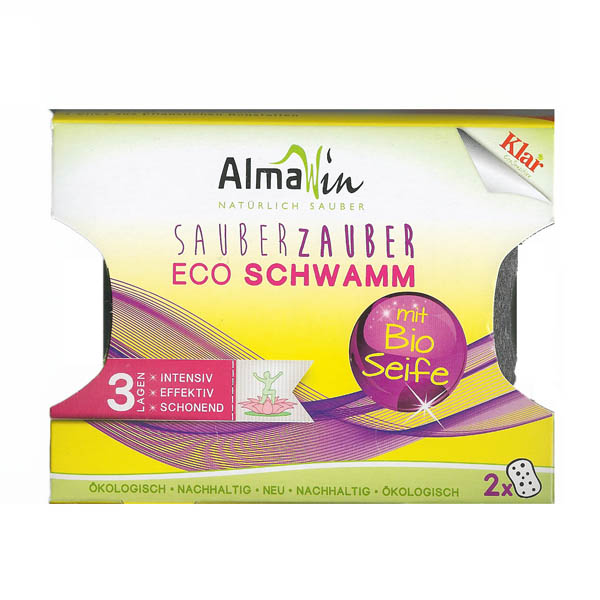 Klar
AlmaWin
NATÜRLICH SAUBER
SAUBERZAUBER
ECO SCHWAMM
mit
Bio
Seife
3 LAGEN
INTENSIV
EFFEKTIV
SCHONEND
ÖKOLOGISCH • NACHHALTIG • NEU • NACHHALTIG • ÖKOLOGISCH
2x